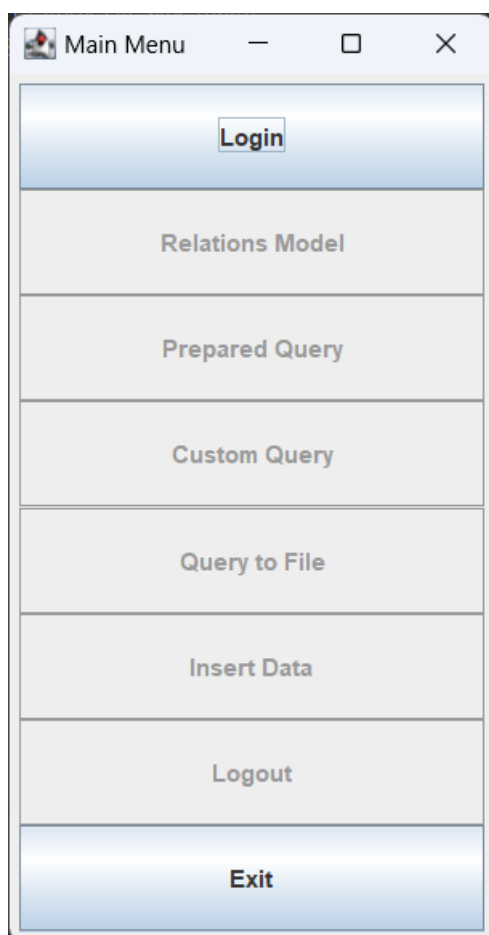 Main Menu
Login
Relations Model
Prepared Query
Custom Query
Query to File
Insert Data
Logout
Exit